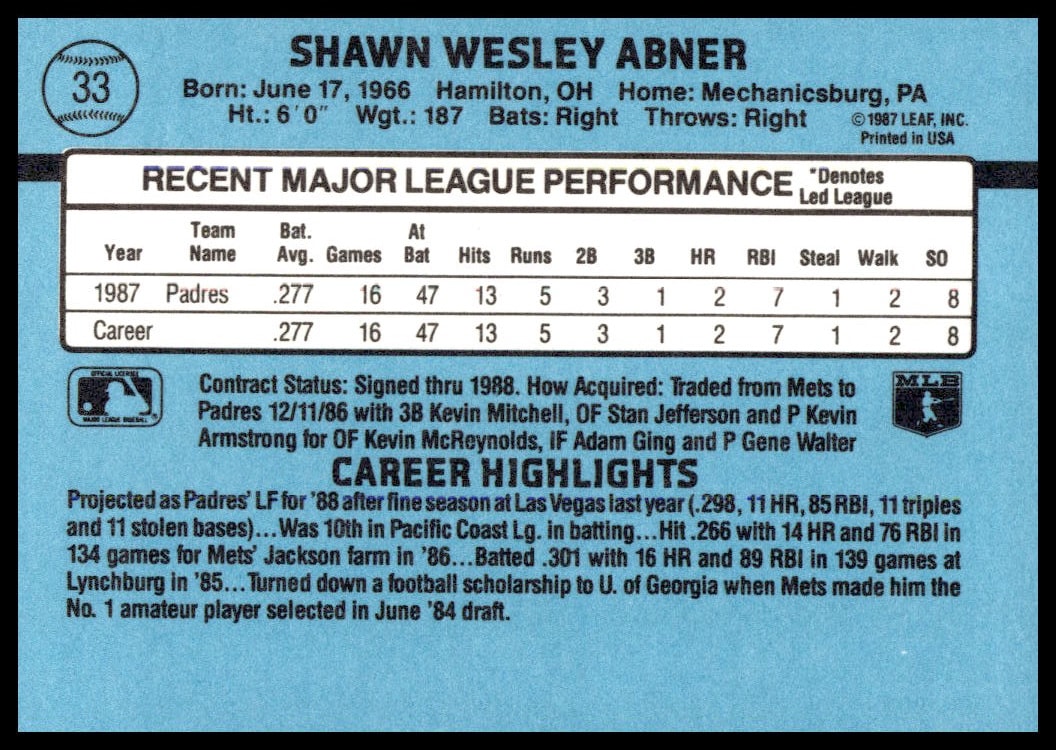 33
SHAWN WESLEY ABNER
Born: June 17, 1966 Hamilton, OH Home: Mechanicsburg, PA
Ht.: 6´0˝ Wgt.: 187 Bats: Right Throws: Right
©1987 LEAF, INC.
Printed in USA
RECENT MAJOR LEAGUE PERFORMANCE
*Denotes
Led League
Year Team Name Bat. Avg. Games At Bat Hits Runs 2B 3B HR RBI Steal Walk SO
1987 Padres .277 16 47 13 5 3 1 2 7 1 2 8
Career .277 16 47 13 5 3 1 2 7 1 2 8
OFFICIAL LICENSEE
MAJOR LEAGUE BASEBALL
MLB
Contract Status: Signed thru 1988. How Acquired: Traded from Mets to
Padres 12/11/86 with 3B Kevin Mitchell, OF Stan Jefferson and P Kevin
Armstrong for OF Kevin McReynolds, IF Adam Ging and P Gene Walter
CAREER HIGHLIGHTS
Projected as Padres' LF for '88 after fine season at Las Vegas last year (.298, 11 HR, 85 RBI, 11 triples
and 11 stolen bases)...Was 10th in Pacific Coast Lg. in batting...Hit .266 with 14 HR and 76 RBI in
134 games for Mets' Jackson farm in '86...Batted .301 with 16 HR and 89 RBI in 139 games at
Lynchburg in '85...Turned down a football scholarship to U. of Georgia when Mets made him the
No. 1 amateur player selected in June '84 draft.